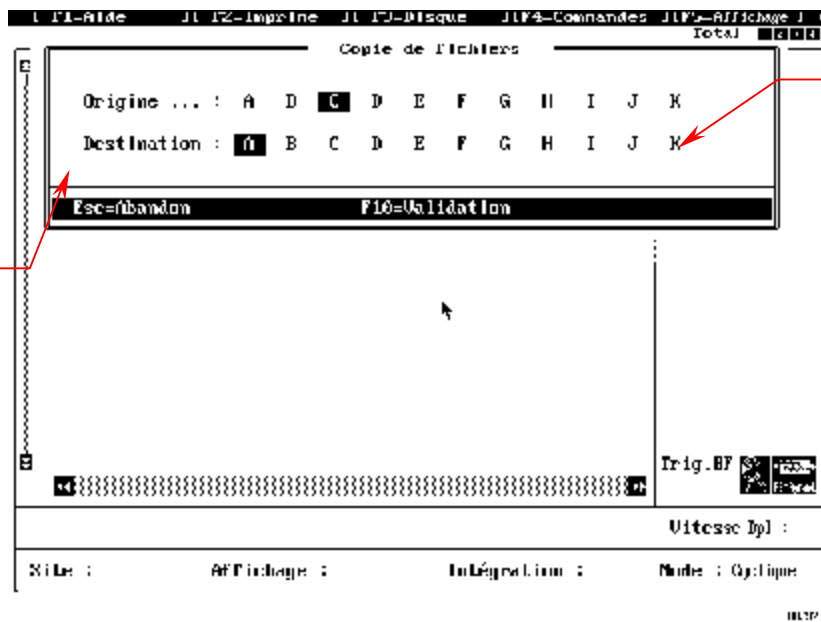 F1-Aide F2-Imprime F3-Disque F4-Commandes F5-Affichage
Total
Copie de Fichiers
Origine ... : A D C D E F G H I J K
Destination : A B C D E F G H I J K
Esc=Abandon F10=Validation
Trig.BF
Vitesse Dpl :
Site : Affichage : Intégration : Mode : Cyclique